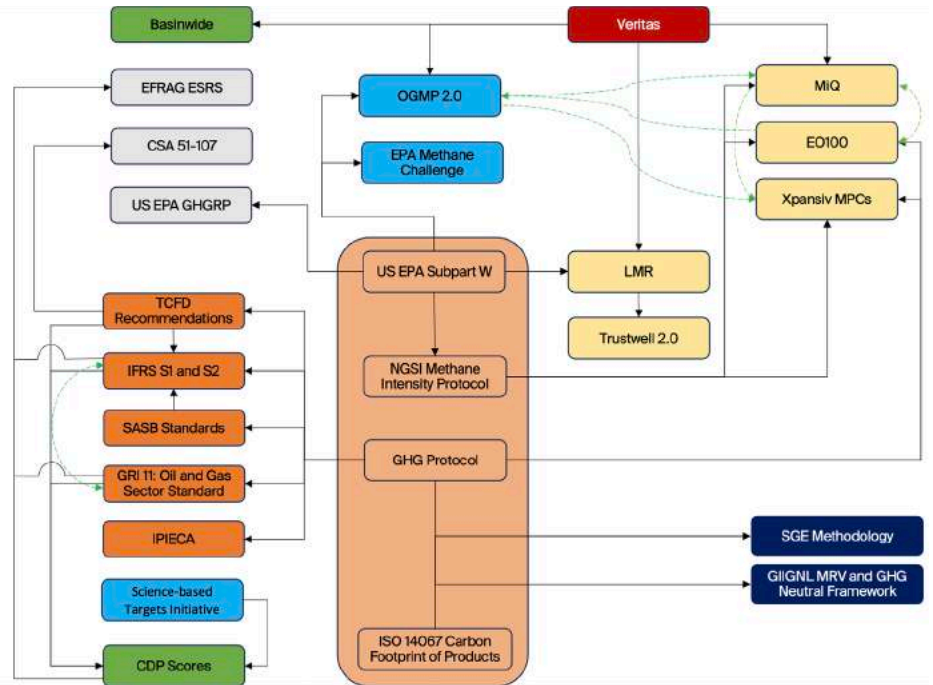 Basinwide
Veritas
EFRAG ESRS
OGMP 2.0
MiQ
CSA 51-107
EPA Methane
Challenge
EO100
US EPA GHGRP
Xpansiv MPCs
US EPA Subpart W
LMR
TCFD
Recommendations
Trustwell 2.0
IFRS S1 and S2
NGSI Methane
Intensity Protocol
SASB Standards
GHG Protocol
GRI 11: Oil and Gas
Sector Standard
IPIECA
SGE Methodology
Science-based
Targets Initiative
GIIGNL MRV and GHG
Neutral Framework
ISO 14067 Carbon
Footprint of Products
CDP Scores